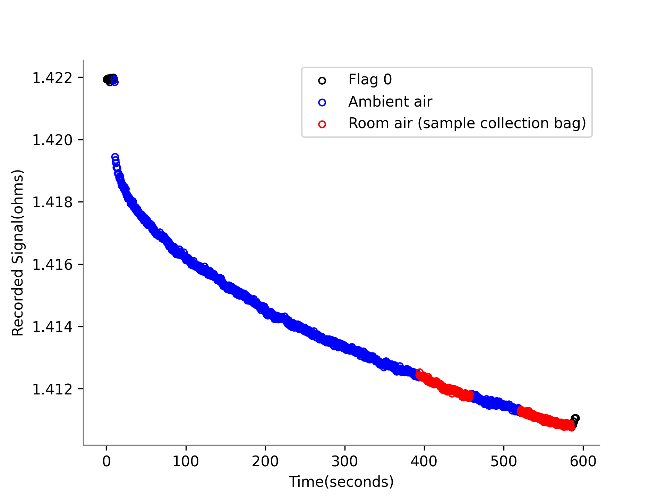 Flag 0
Ambient air
Room air (sample collection bag)
Recorded Signal(ohms)
1.422
1.420
1.418
1.416
1.414
1.412
0 100 200 300 400 500 600
Time(seconds)